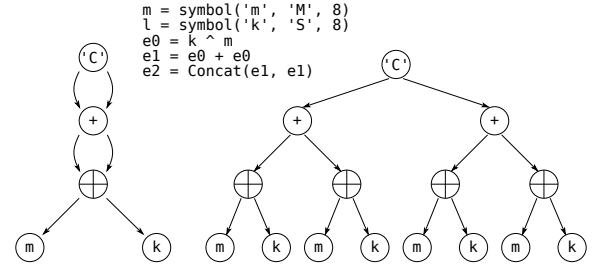 m = symbol('m', 'M', 8)
l = symbol('k', 'S', 8)
e0 = k ^ m
e1 = e0 + e0
e2 = Concat(e1, e1)
'C' 'C'
+ + +
m k m k m k m k m k